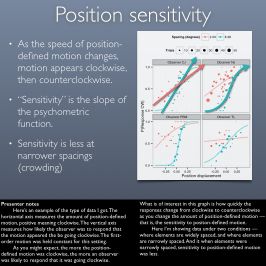 Position sensitivity
• As the speed of position-
defined motion changes,
motion appears clockwise,
then counterclockwise.
• “Sensitivity” is the slope of
the psychometric
function.
• Sensitivity is less at
narrower spacings
(crowding)
Spacing (degrees)
Trials
Observer CJ
Observer NJ
Observer PBM
Observer TL
P(Response CW)
Position displacement
Presenter notes
Here's an example of the type of data I get. The
horizontal axis measures the amount of position-defined
motion, positive meaning clockwise. The vertical axis
measures how likely the observer was to respond that
the motion appeared the be going clockwise. The first-
order motion was held constant for this setting.
As you might expect, the more the position-
defined motion was clockwise, the more an observer
was likely to respond that it was going clockwise.
What is of interest in this graph is how quickly the
responses change from clockwise to counterclockwise
as you change the amount of position-defined motion —
that is, the sensitivity to position-defined motion.
Here I'm showing data under two conditions —
where elements are widely spaced, and where elements
are narrowly spaced. And it when elements were
narrowly spaced, sensitivity to position-defined motion
was less.